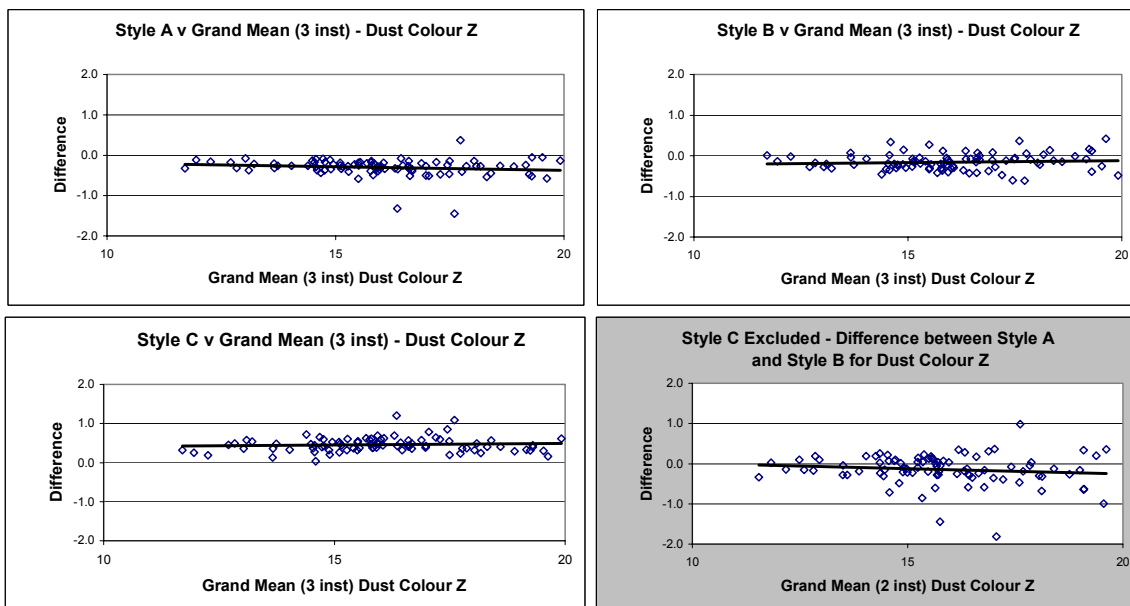 Style A v Grand Mean (3 inst) - Dust Colour Z
2.0
1.0
0.0
-1.0
-2.0
10 15 20
Difference
Grand Mean (3 inst) Dust Colour Z
Style B v Grand Mean (3 inst) - Dust Colour Z
2.0
1.0
0.0
-1.0
-2.0
10 15 20
Difference
Grand Mean (3 inst) Dust Colour Z
Style C v Grand Mean (3 inst) - Dust Colour Z
2.0
1.0
0.0
-1.0
-2.0
10 15 20
Difference
Grand Mean (3 inst) Dust Colour Z
Style C Excluded - Difference between Style A
and Style B for Dust Colour Z
2.0
1.0
0.0
-1.0
-2.0
10 15 20
Difference
Grand Mean (2 inst) Dust Colour Z